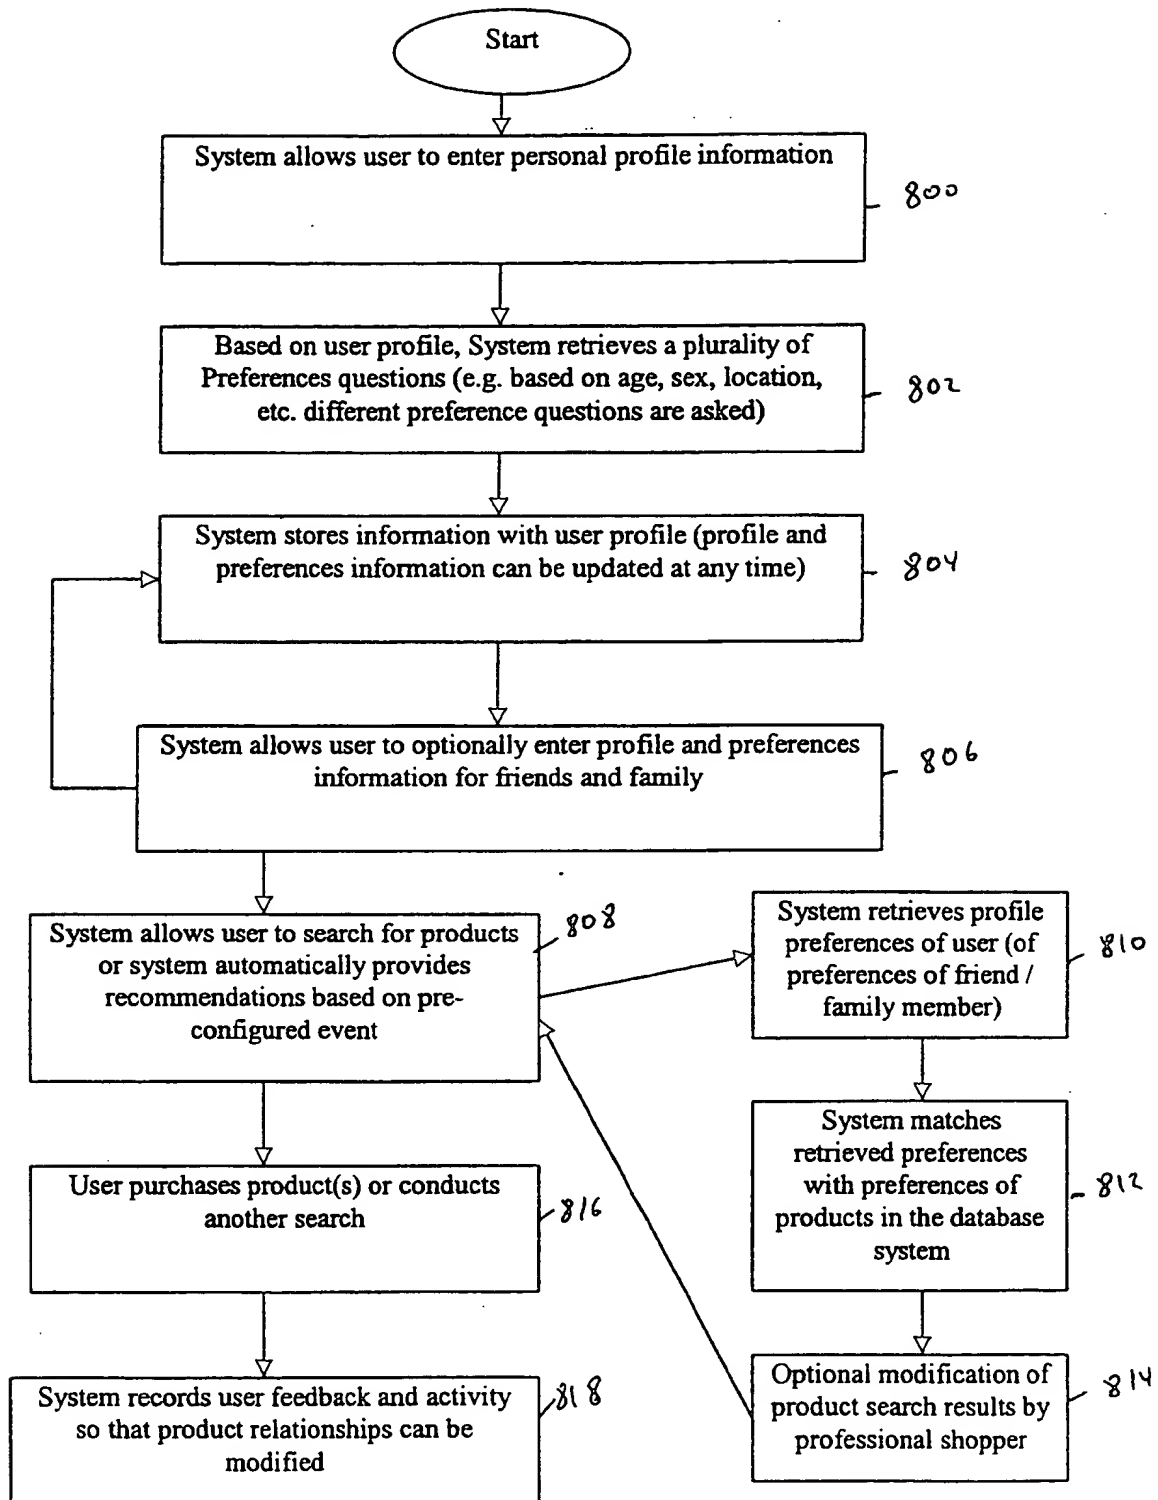 Start
System allows user to enter personal profile information
800
Based on user profile, System retrieves a plurality of
Preferences questions (e.g. based on age, sex, location,
etc. different preference questions are asked)
802
System stores information with user profile (profile and
preferences information can be updated at any time)
804
System allows user to optionally enter profile and preferences
information for friends and family
806
System allows user to search for products
or system automatically provides
recommendations based on pre-
configured event
808
System retrieves profile
preferences of user (of
preferences of friend /
family member)
810
System matches
retrieved preferences
with preferences of
products in the database
system
812
Optional modification of
product search results by
professional shopper
814
User purchases product(s) or conducts
another search
816
System records user feedback and activity
so that product relationships can be
modified
818